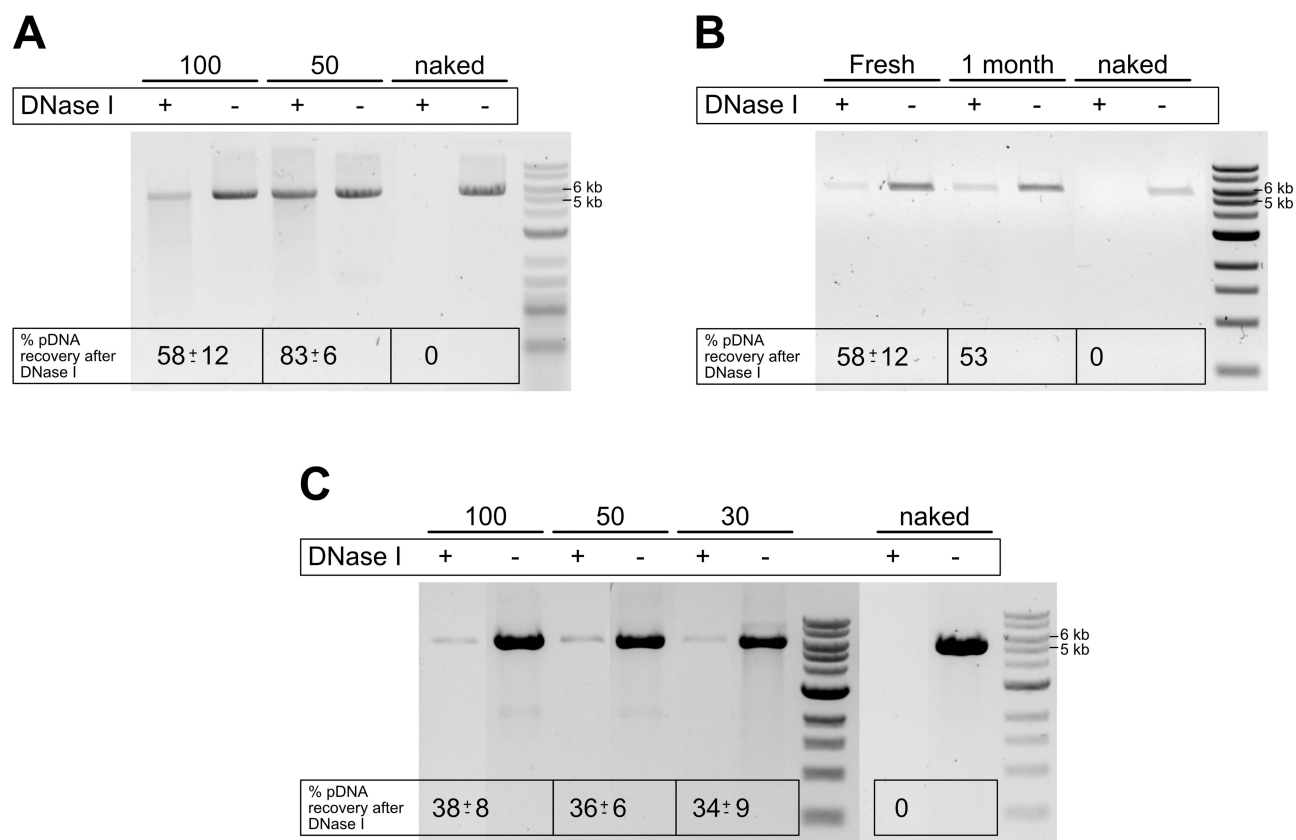 A
100 50 naked
DNase I + - + - + -
6 kb
5 kb
% pDNA
recovery after
DNase I
58±12 83±6 0
B
Fresh 1 month naked
DNase I + - + - + -
6 kb
5 kb
% pDNA
recovery after
DNase I
58±12 53 0
C
100 50 30 naked
DNase I + - + - + - + -
6 kb
5 kb
% pDNA
recovery after
DNase I
38±8 36±6 34±9 0